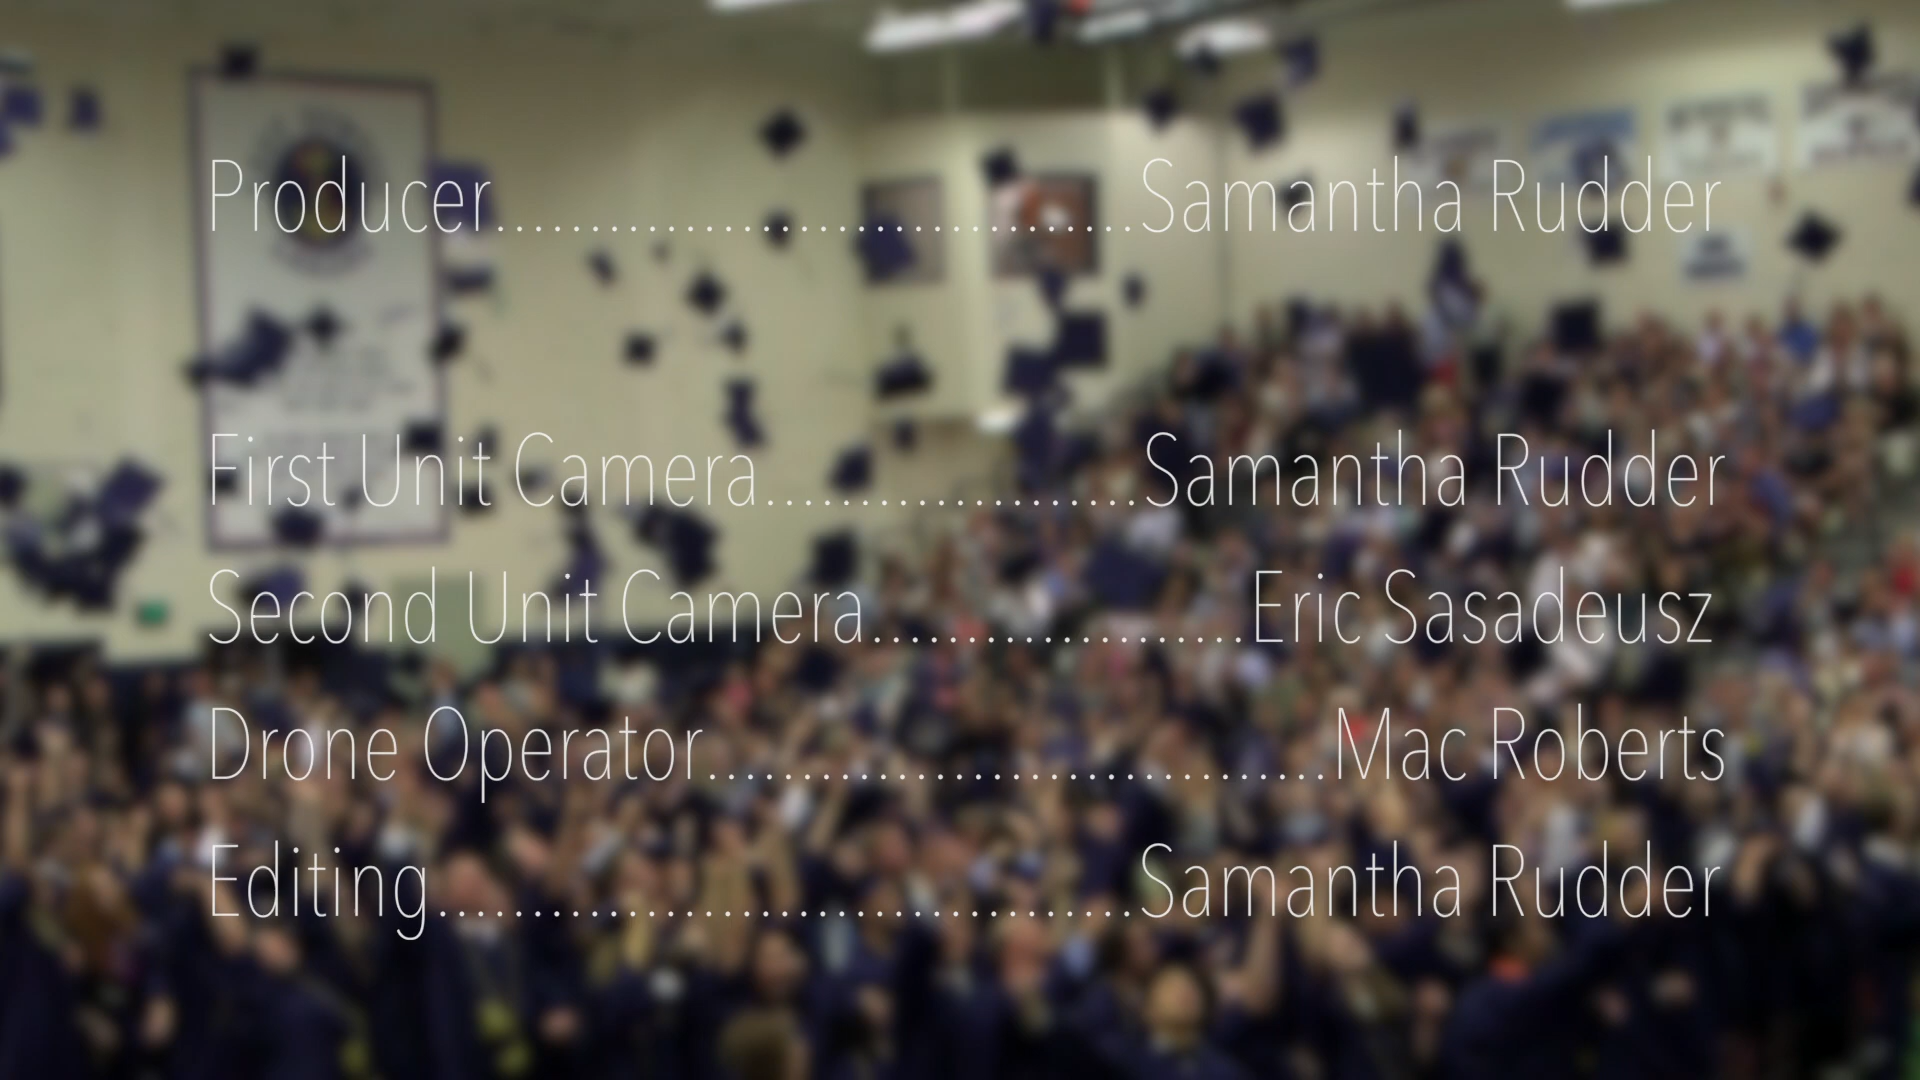 Producer...................................Samantha Rudder
First Unit Camera....................Samantha Rudder
Second Unit Camera....................Eric Sasadeusz
Drone Operator..................................Mac Roberts
Editing......................................Samantha Rudder